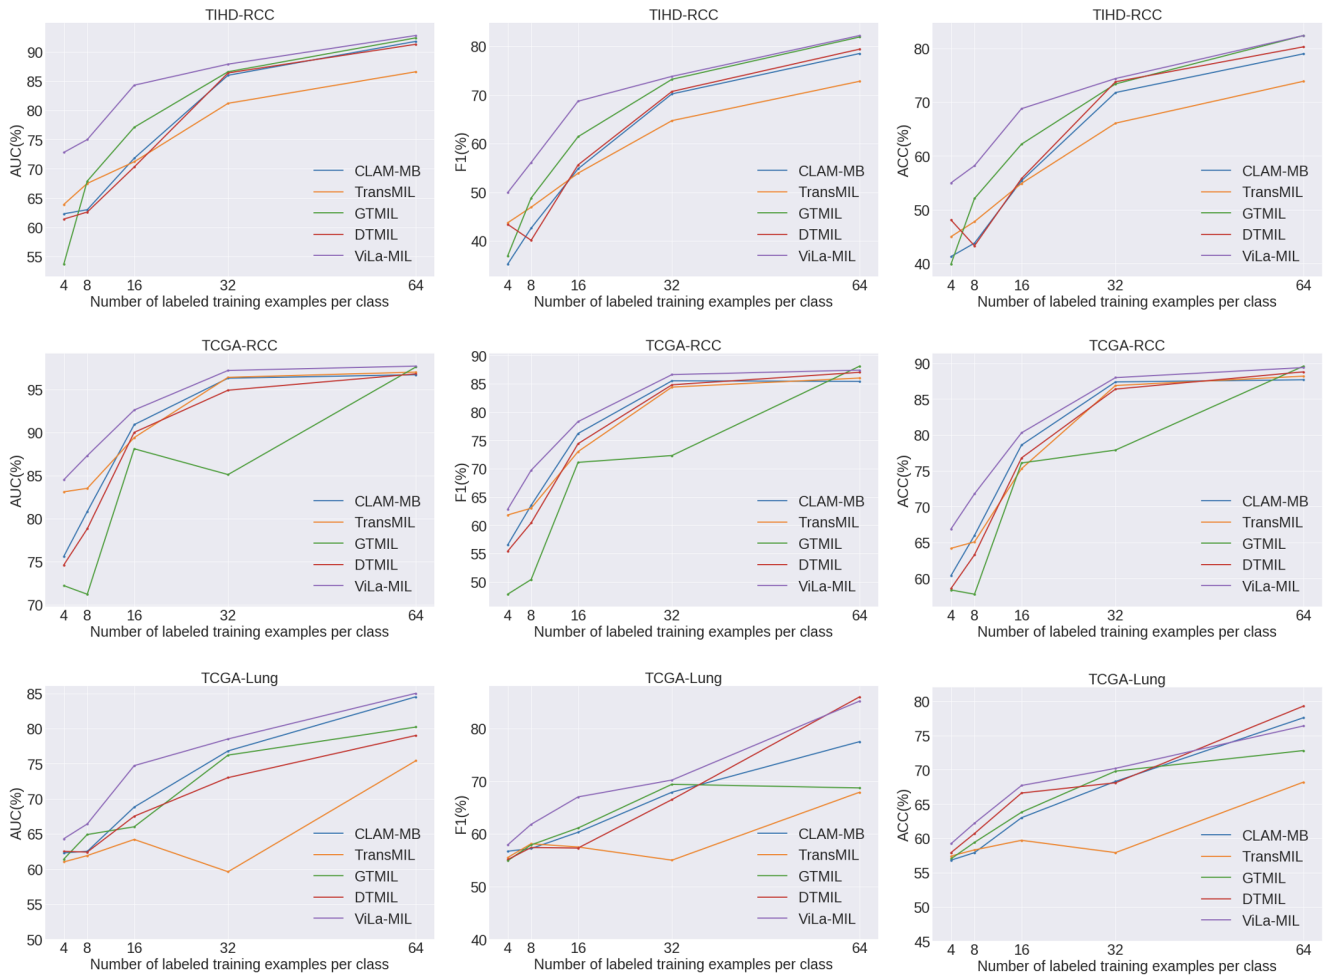 TIHD-RCC
AUC(%)
90
85
80
75
70
65
60
55
CLAM-MB
TransMIL
GTMIL
DTMIL
ViLa-MIL
4 8 16 32 64
Number of labeled training examples per class
TIHD-RCC
F1(%)
80
70
60
50
40
CLAM-MB
TransMIL
GTMIL
DTMIL
ViLa-MIL
4 8 16 32 64
Number of labeled training examples per class
TIHD-RCC
ACC(%)
80
70
60
50
40
CLAM-MB
TransMIL
GTMIL
DTMIL
ViLa-MIL
4 8 16 32 64
Number of labeled training examples per class
TCGA-RCC
AUC(%)
95
90
85
80
75
70
CLAM-MB
TransMIL
GTMIL
DTMIL
ViLa-MIL
4 8 16 32 64
Number of labeled training examples per class
TCGA-RCC
F1(%)
90
85
80
75
70
65
60
55
50
CLAM-MB
TransMIL
GTMIL
DTMIL
ViLa-MIL
4 8 16 32 64
Number of labeled training examples per class
TCGA-RCC
ACC(%)
90
85
80
75
70
65
60
CLAM-MB
TransMIL
GTMIL
DTMIL
ViLa-MIL
4 8 16 32 64
Number of labeled training examples per class
TCGA-Lung
AUC(%)
85
80
75
70
65
60
55
50
CLAM-MB
TransMIL
GTMIL
DTMIL
ViLa-MIL
4 8 16 32 64
Number of labeled training examples per class
TCGA-Lung
F1(%)
80
70
60
50
40
CLAM-MB
TransMIL
GTMIL
DTMIL
ViLa-MIL
4 8 16 32 64
Number of labeled training examples per class
TCGA-Lung
ACC(%)
80
75
70
65
60
55
50
45
CLAM-MB
TransMIL
GTMIL
DTMIL
ViLa-MIL
4 8 16 32 64
Number of labeled training examples per class